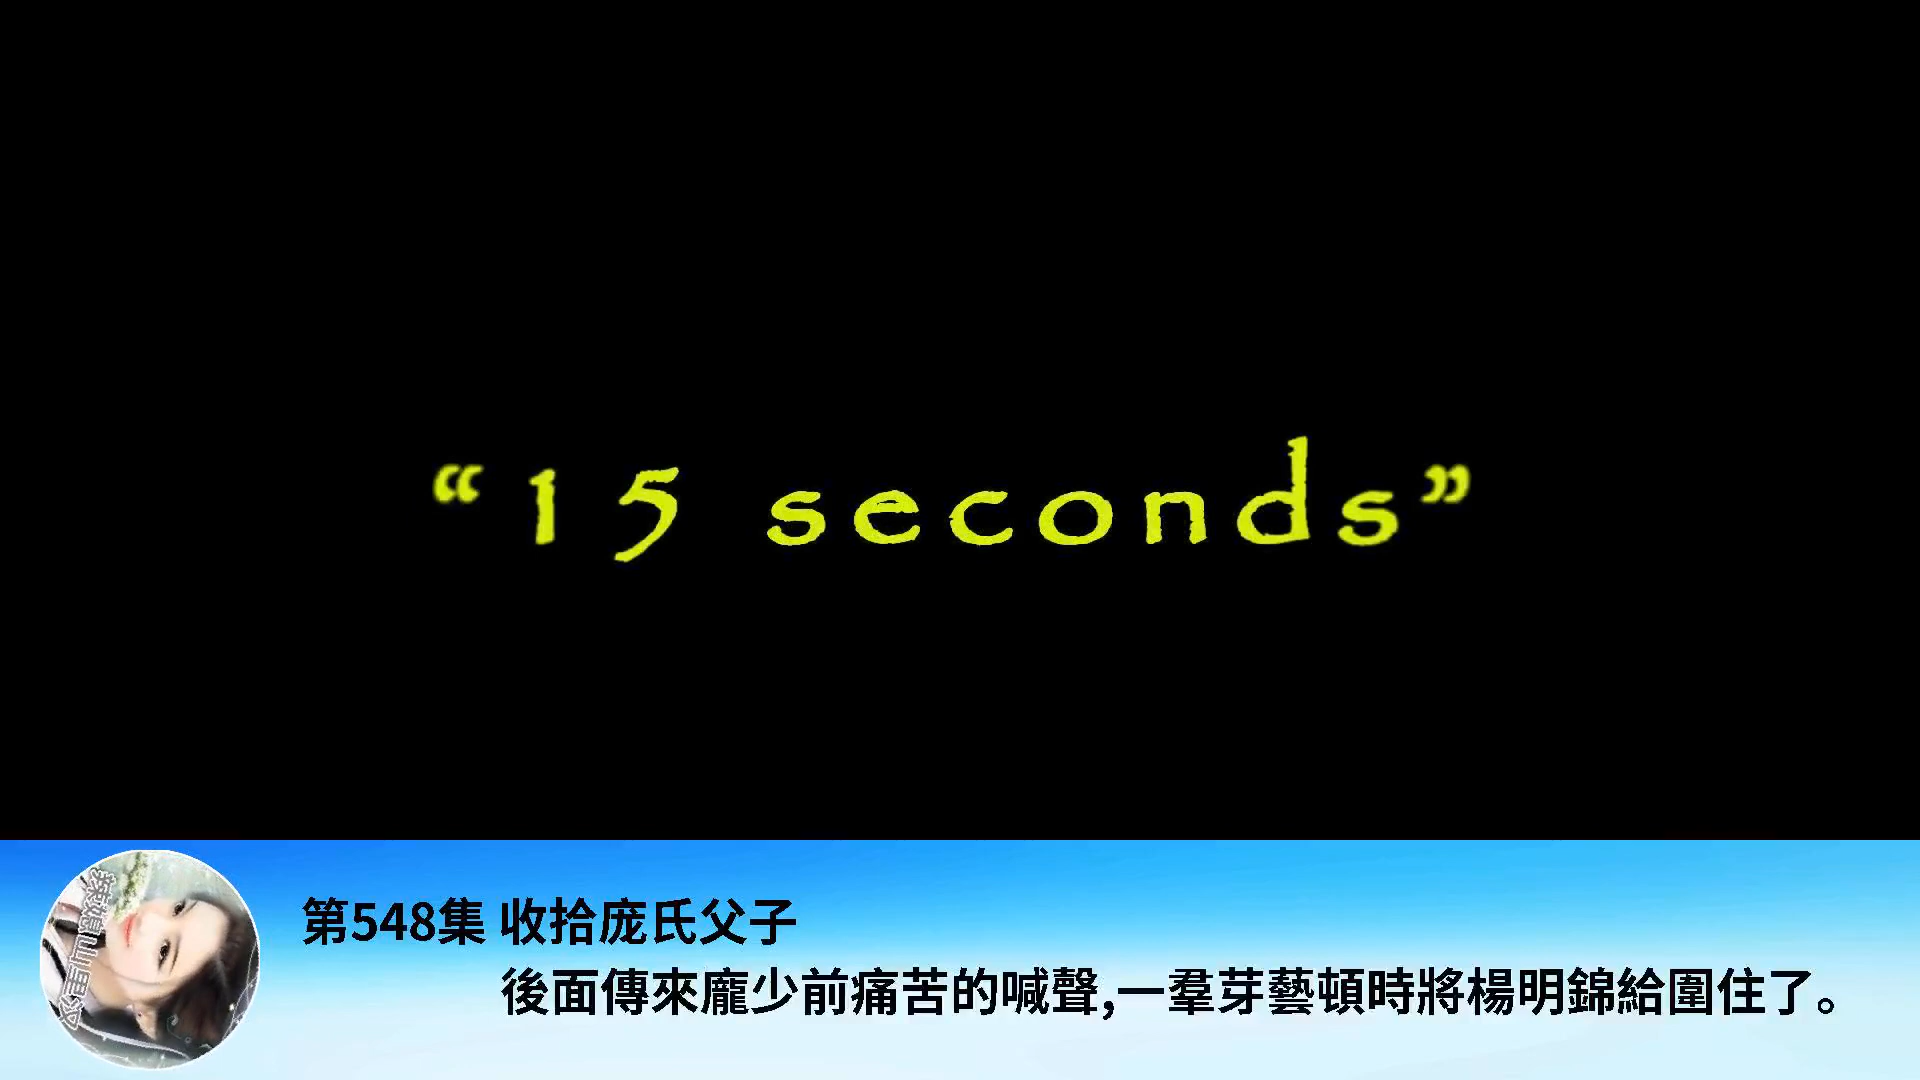 “15 seconds”
第548集 收拾庞氏父子
後面傳來龐少前痛苦的喊聲,一羣芽藝頓時將楊明錦給圍住了。